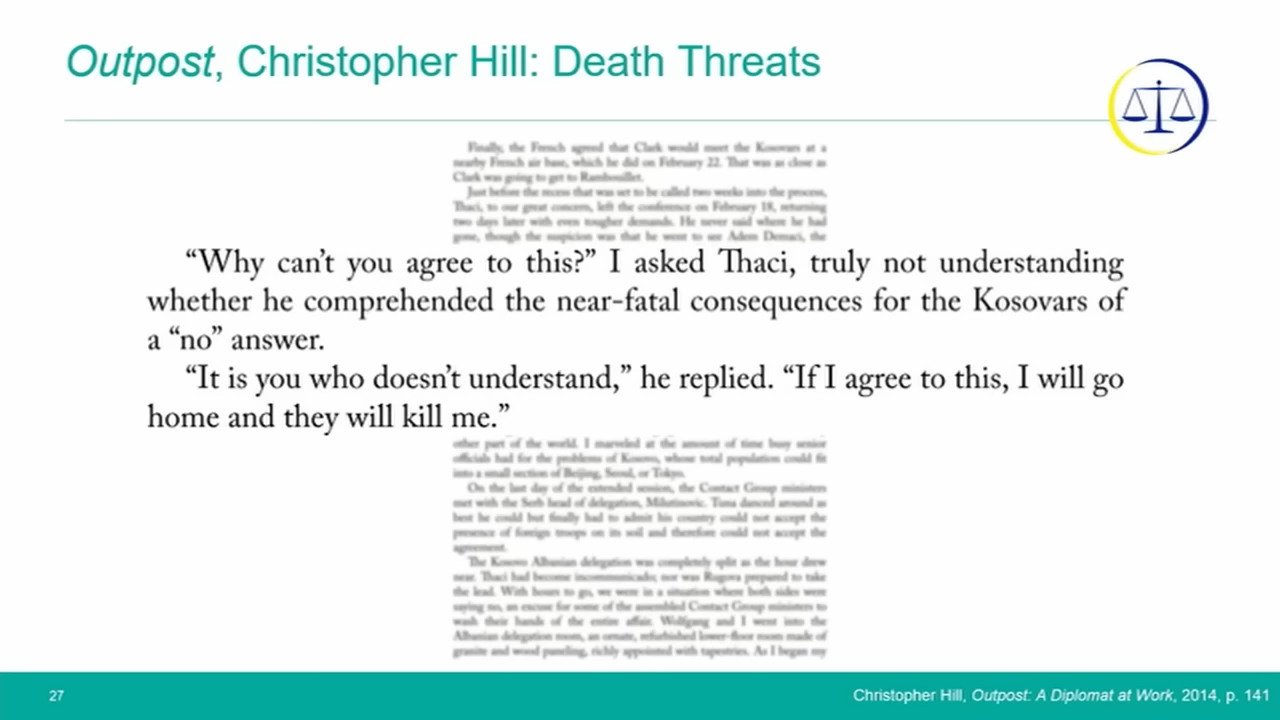 Outpost, Christopher Hill: Death Threats
Finally, the French agreed that Clark would meet the Kosovars at a
nearby French air base, which he did on February 22. That was as close as
Clark was going to get to Rambouillet.
Just before the recess that was set to be called two weeks into the process,
Thaci, to our great concern, left the conference on February 18, returning
two days later with even tougher demands. He never said where he had
gone, though the suspicion was that he went to see Adem Demaci, the
“Why can’t you agree to this?” I asked Thaci, truly not understanding
whether he comprehended the near-fatal consequences for the Kosovars of
a “no” answer.
“It is you who doesn’t understand,” he replied. “If I agree to this, I will go
home and they will kill me.”
other part of the world. I marveled at the amount of time busy senior
officials had for the problems of Kosovo, whose total population could fit
into a small section of Beijing, Seoul, or Tokyo.
On the last day of the extended session, the Contact Group ministers
met with the Serb head of delegation, Milutinovic. Tuna danced around as
best he could but finally had to admit his country could not accept the
presence of foreign troops on its soil and therefore could not accept the
agreement.
The Kosovo Albanian delegation was completely split as the hour drew
near. Thaci had become incommunicado; nor was Rugova prepared to take
the lead. With hours to go, we were in a situation where both sides were
saying no, an excuse for some of the assembled Contact Group ministers to
wash their hands of the entire affair. Wolfgang and I went into the
Albanian delegation room, an ornate, refurbished lower-floor room made of
granite and wood paneling, richly appointed with tapestries. As I began my
27
Christopher Hill, Outpost: A Diplomat at Work, 2014, p. 141